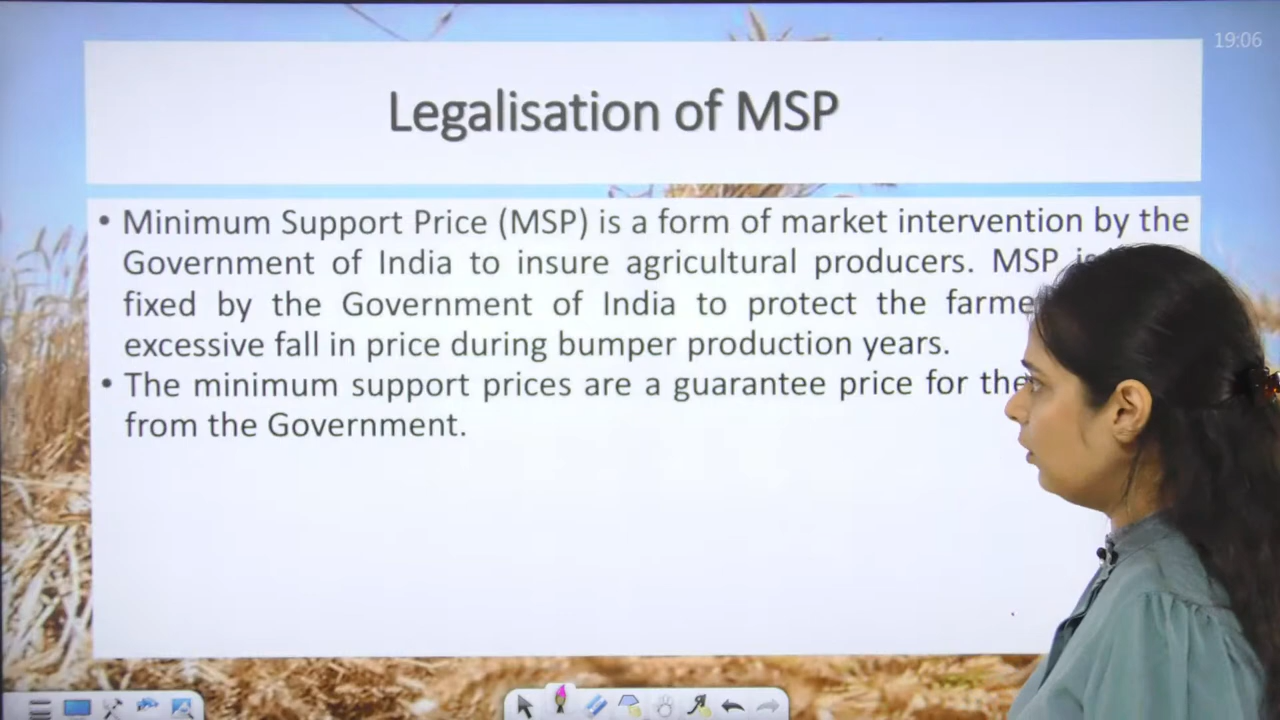 19:06
Legalisation of MSP
• Minimum Support Price (MSP) is a form of market intervention by the
Government of India to insure agricultural producers. MSP
fixed by the Government of India to protect the
excessive fall in price during bumper production years.
• The minimum support prices are a guarantee price for the
from the Government.